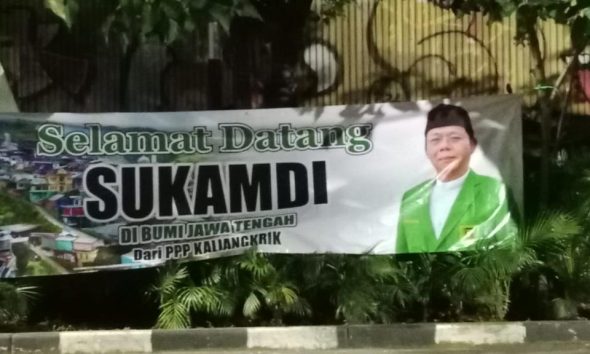 Selamat Datang
SUKAMDI
DI BUMI JAWA TENGAH
Dari PPP KALIANGKRIK